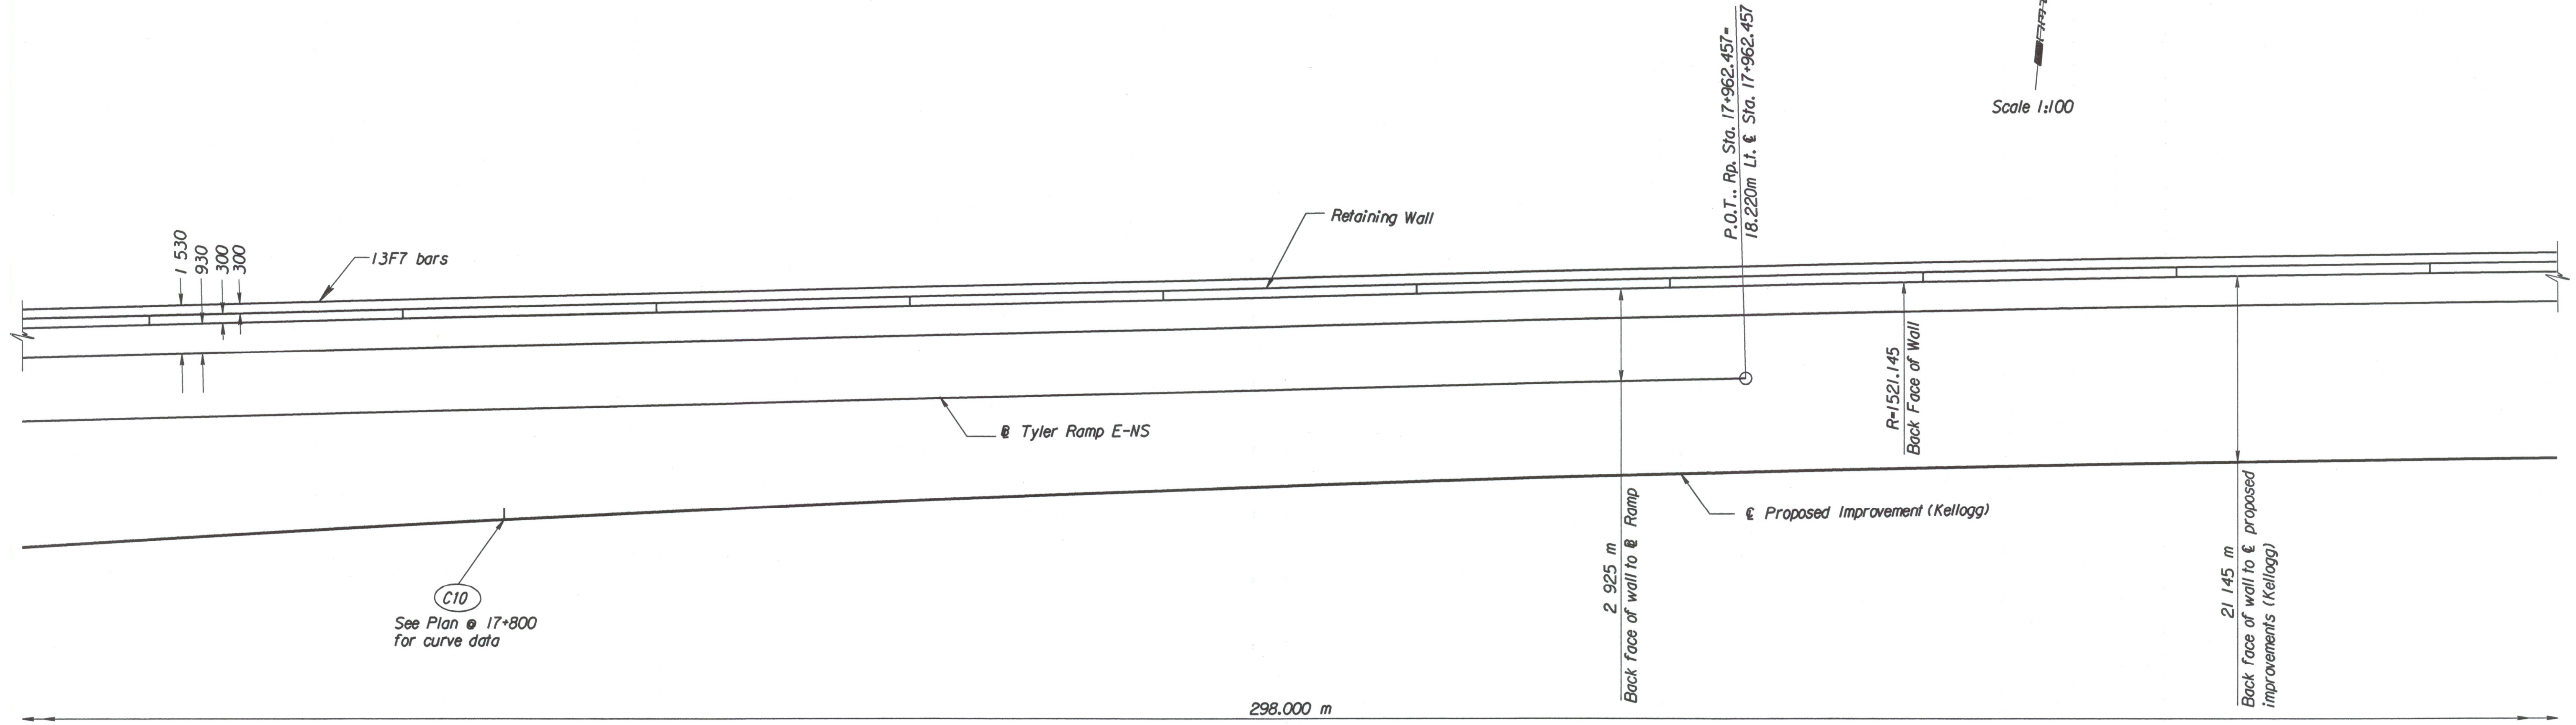 P.O.T.. Rp. Sta. 17+962.457=
18.220m Lt. ℄ Sta. 17+962.457
Scale 1:100
Retaining Wall
1 530
930
300
300
13F7 bars
R=1521.145
Back Face of Wall
Tyler Ramp E-NS
℄ Proposed Improvement (Kellogg)
2 925 m
Back face of wall to Ramp
21 145 m
Back face of wall to ℄ proposed
improvements (Kellogg)
C10
See Plan @ 17+800
for curve data
298.000 m